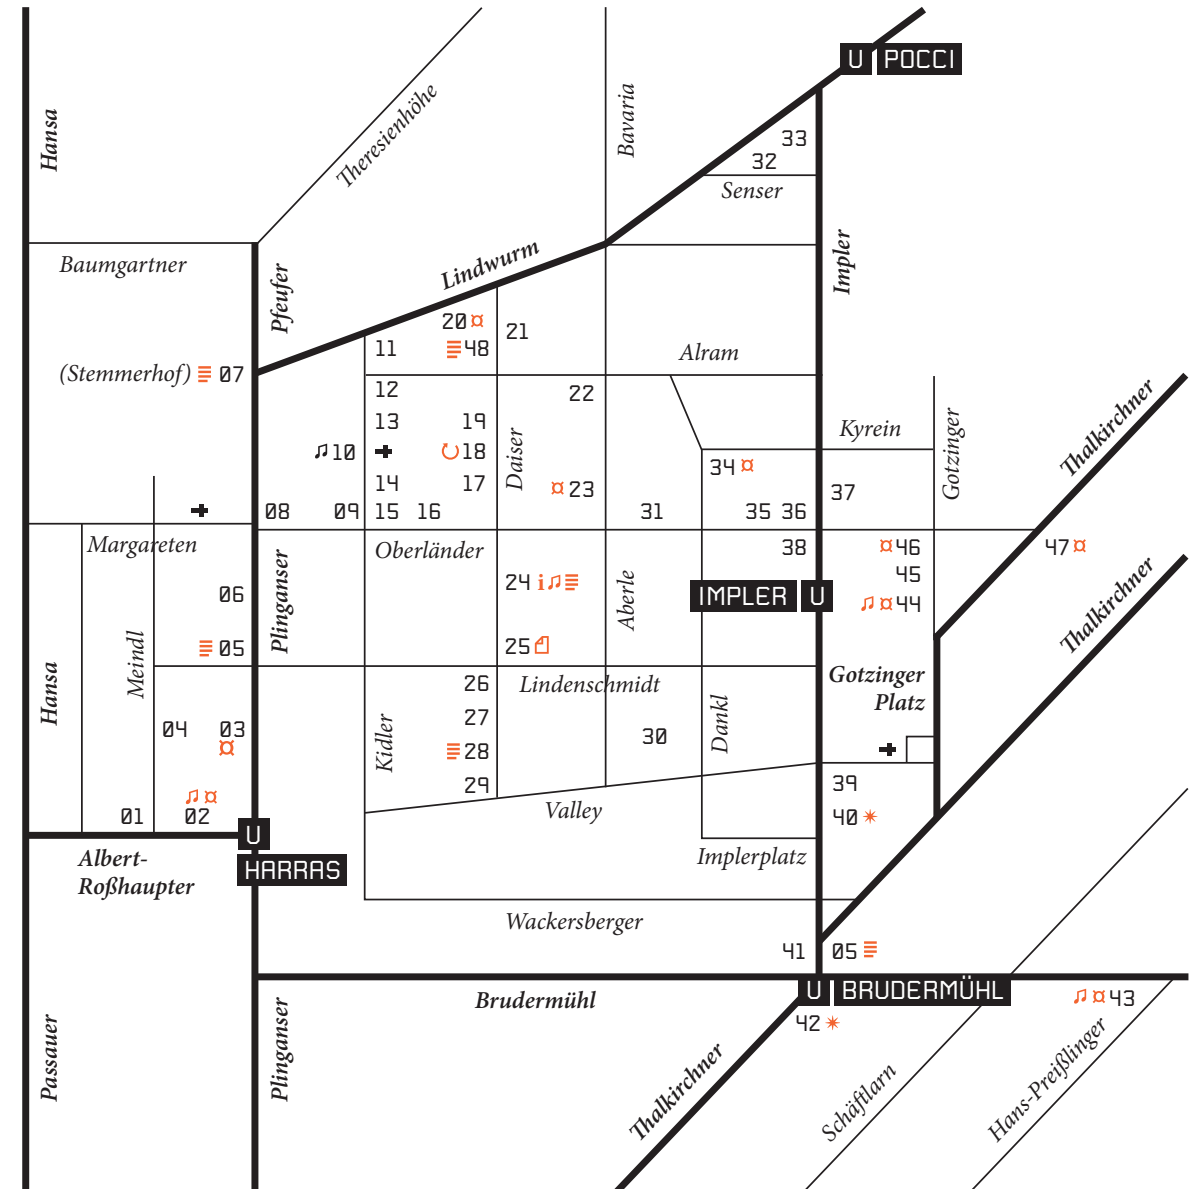 U POCCI
Hansa
Theresienhöhe
Bavaria
33
32
Senser
Impler
Baumgartner
Pfeufer
Lindwurm
20
21
11
48
Alram
(Stemmerhof) 07
12
22
13
19
Kyrein
Gotzinger
Thalkirchner
10
18
Daiser
34
14
17
23
37
08
09
15
16
31
35
36
Margareten
Oberländer
38
46
47
45
06
Plinganser
24
Aberle
IMPLER U
44
Thalkirchner
05
25
Hansa
Meindl
26
Lindenschmidt
Gotzinger
Platz
04
03
27
Kidler
28
30
Dankl
29
39
01
02
Valley
40
U
HARRAS
Albert-
Roßhaupter
Implerplatz
Wackersberger
41
05
Brudermühl
U BRUDERMÜHL
43
42
Passauer
Plinganser
Thalkirchner
Schäftlarn
Hans-Preißlinger